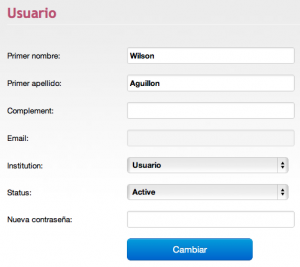 Usuario
Primer nombre: Wilson
Primer apellido: Aguillon
Complement:
Email:
Institution: Usuario
Status: Active
Nueva contraseña:
Cambiar